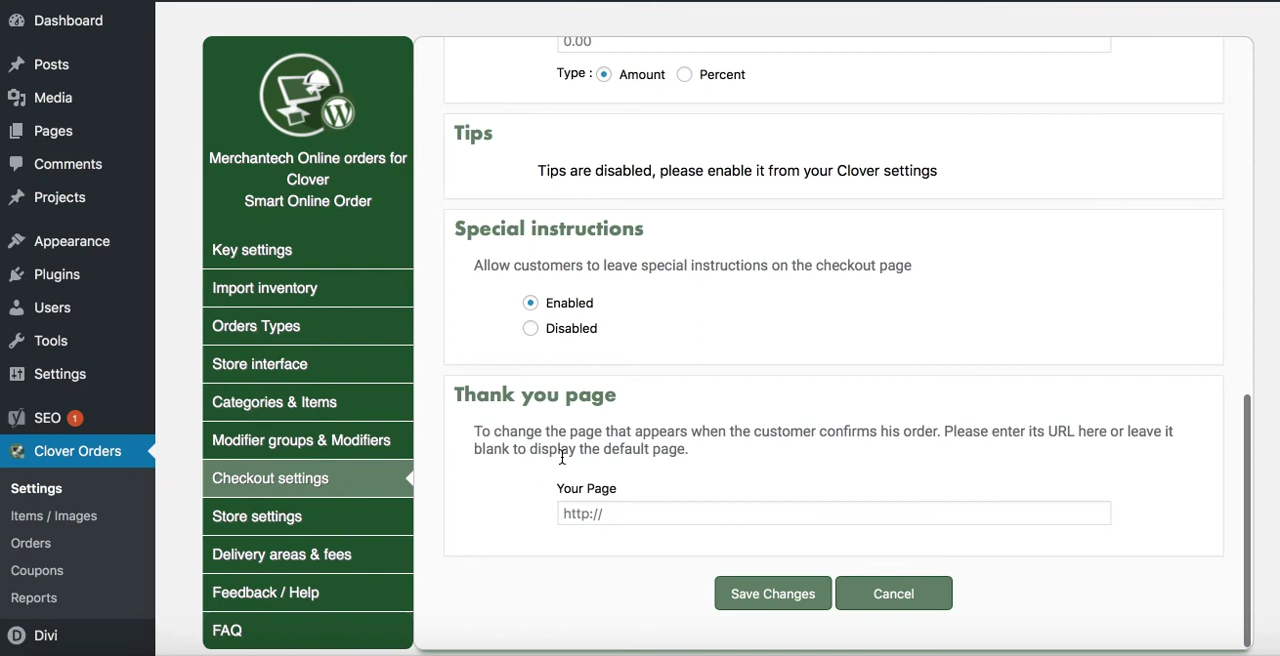 Dashboard
Posts
Media
Pages
Comments
Projects
Appearance
Plugins
Users
Tools
Settings
SEO 1
Clover Orders
Settings
Items / Images
Orders
Coupons
Reports
Divi
Merchantech Online orders for
Clover
Smart Online Order
Key settings
Import inventory
Orders Types
Store interface
Categories & Items
Modifier groups & Modifiers
Checkout settings
Store settings
Delivery areas & fees
Feedback / Help
FAQ
0.00
Type : Amount Percent
Tips
Tips are disabled, please enable it from your Clover settings
Special instructions
Allow customers to leave special instructions on the checkout page
Enabled
Disabled
Thank you page
To change the page that appears when the customer confirms his order. Please enter its URL here or leave it
blank to display the default page.
Your Page
http://
Save Changes Cancel